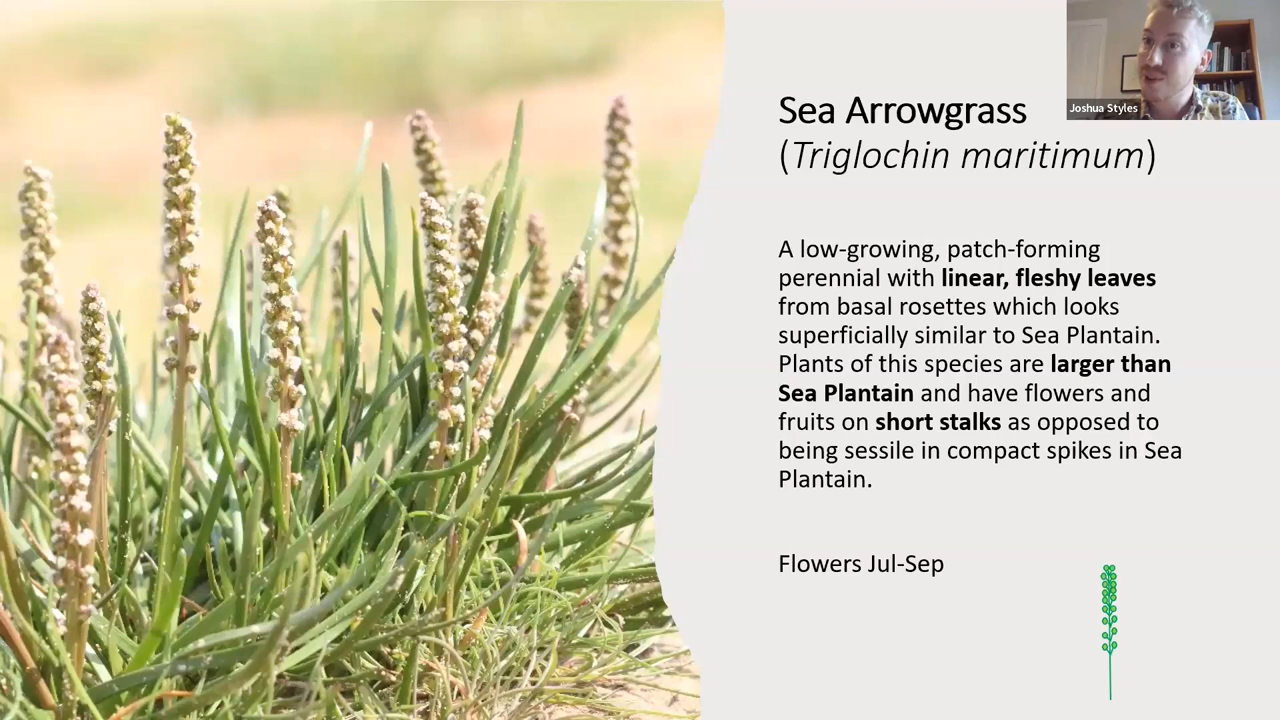 Joshua Styles
Sea Arrowgrass
(Triglochin maritimum)
A low-growing, patch-forming
perennial with linear, fleshy leaves
from basal rosettes which looks
superficially similar to Sea Plantain.
Plants of this species are larger than
Sea Plantain and have flowers and
fruits on short stalks as opposed to
being sessile in compact spikes in Sea
Plantain.
Flowers Jul-Sep